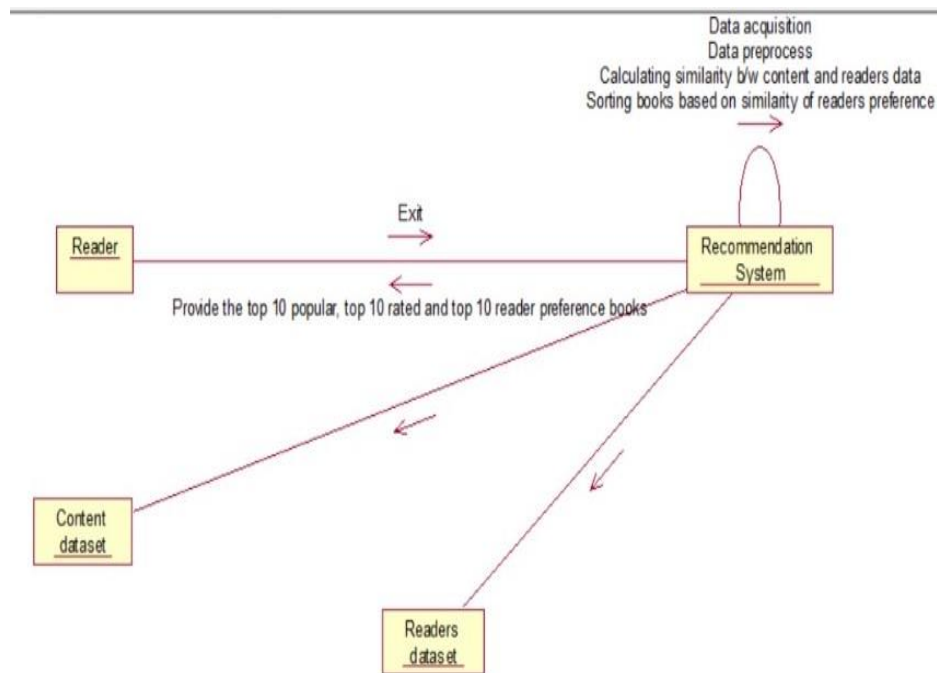 Data acquisition
Data preprocess
Calculating similarity b/w content and readers data
Sorting books based on similarity of readers preference
Exit
Reader
Recommendation
System
Provide the top 10 popular, top 10 rated and top 10 reader preference books
Content
dataset
Readers
dataset